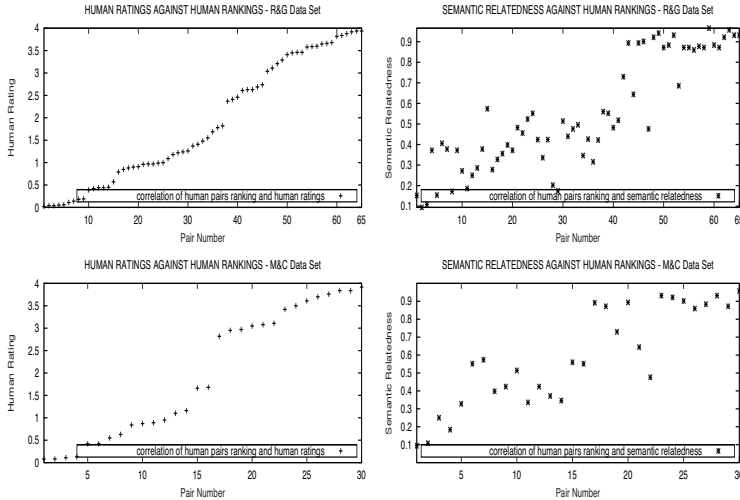 HUMAN RATINGS AGAINST HUMAN RANKINGS - R&G Data Set
4
3.5
3
2.5
2
1.5
1
0.5
0
Human Rating
correlation of human pairs ranking and human ratings
10 20 30 40 50 60 65
Pair Number
SEMANTIC RELATEDNESS AGAINST HUMAN RANKINGS - R&G Data Set
0.9
0.8
0.7
0.6
0.5
0.4
0.3
0.2
0.1
Semantic Relatedness
correlation of human pairs ranking and semantic relatedness
10 20 30 40 50 60 65
Pair Number
HUMAN RATINGS AGAINST HUMAN RANKINGS - M&C Data Set
4
3.5
3
2.5
2
1.5
1
0.5
0
Human Rating
correlation of human pairs ranking and human ratings
5 10 15 20 25 30
Pair Number
SEMANTIC RELATEDNESS AGAINST HUMAN RANKINGS - M&C Data Set
0.9
0.8
0.7
0.6
0.5
0.4
0.3
0.2
0.1
Semantic Relatedness
correlation of human pairs ranking and semantic relatedness
5 10 15 20 25 30
Pair Number